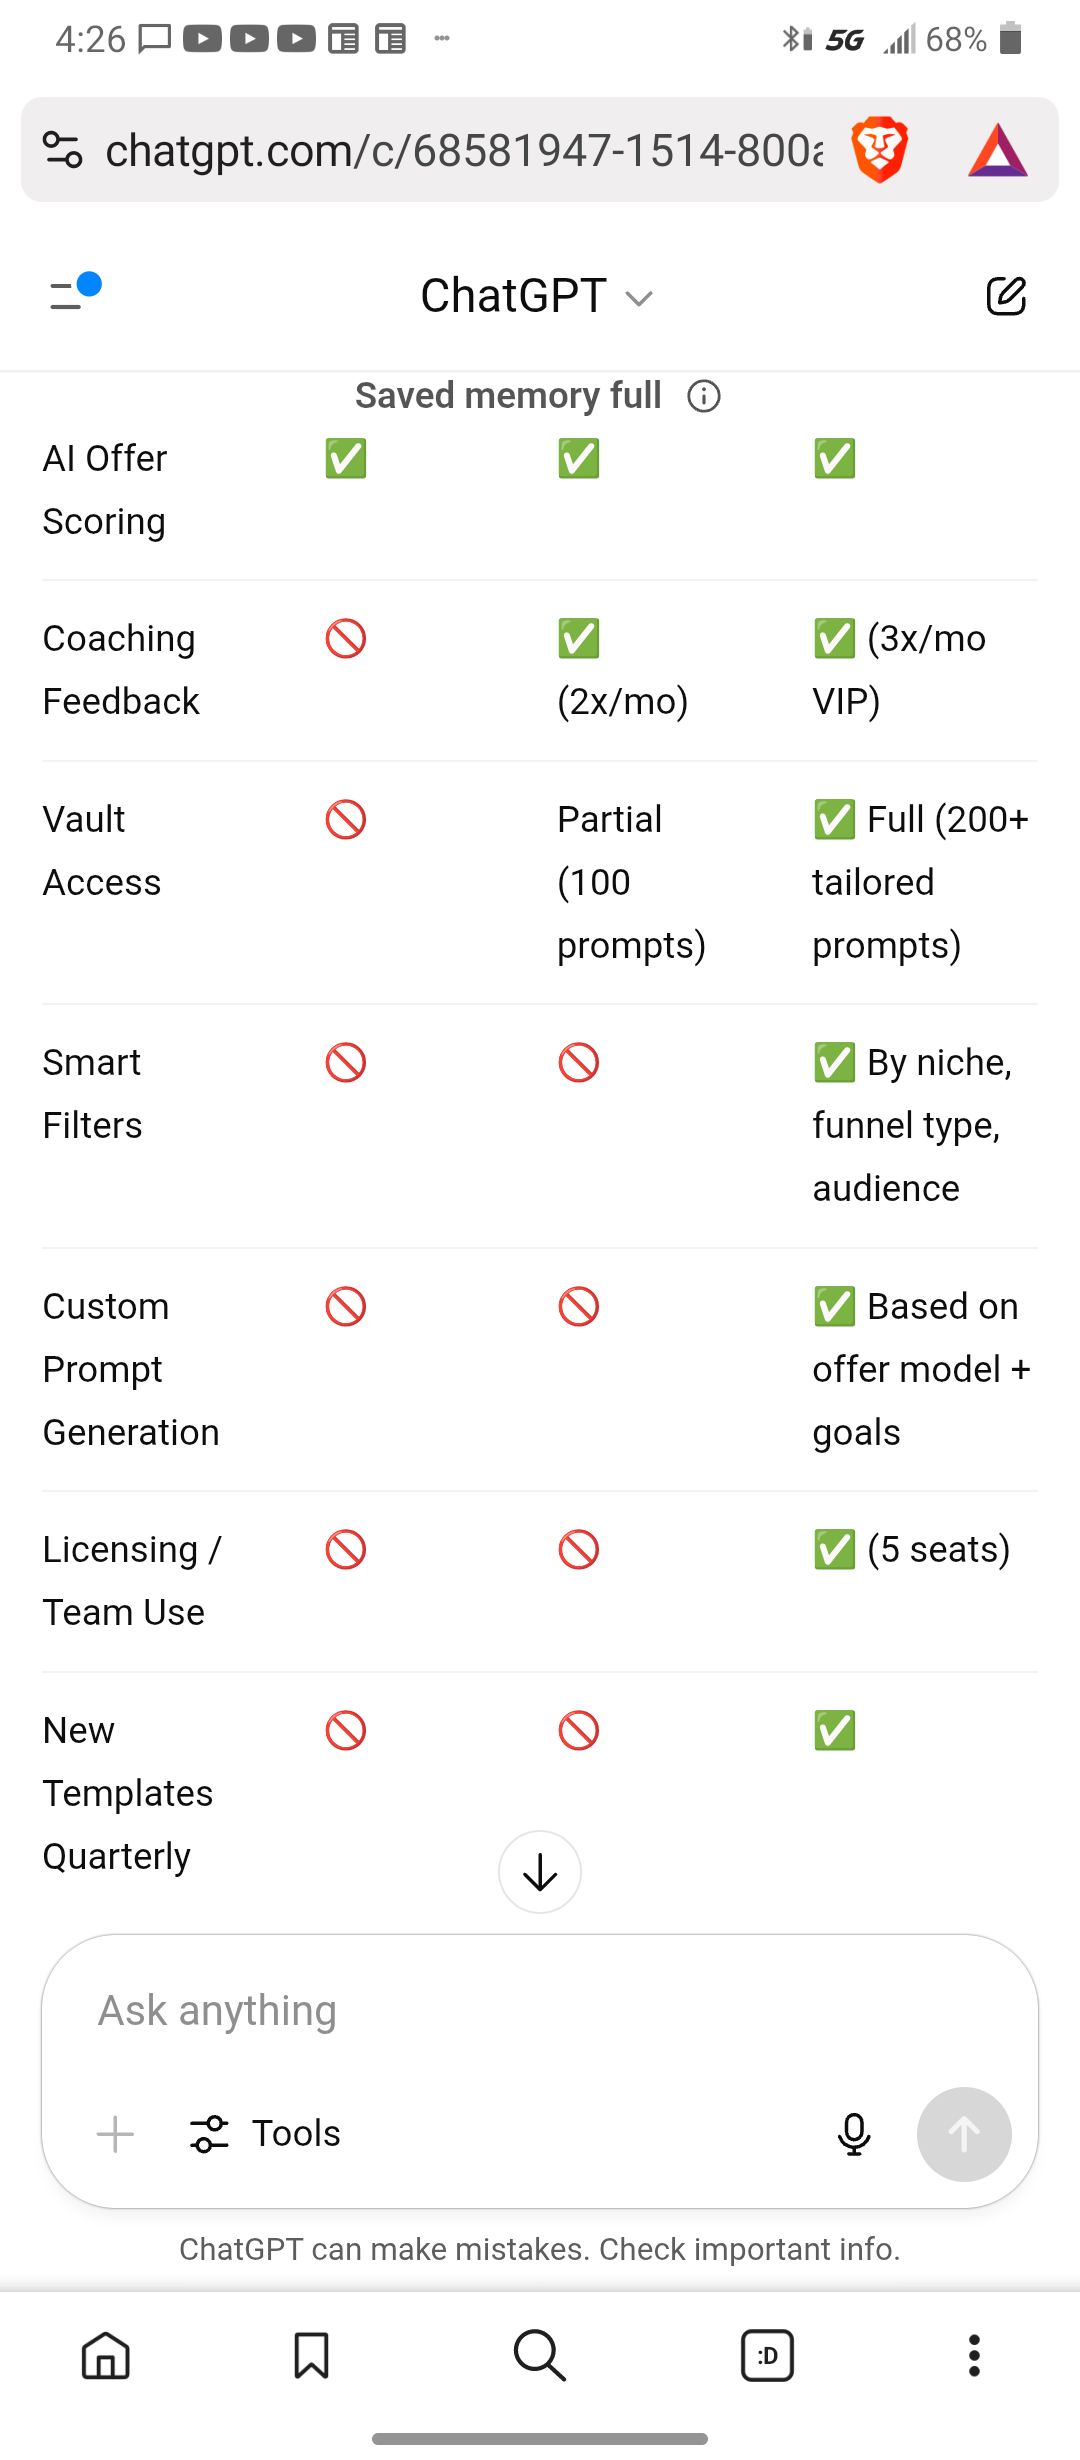 4:26 5G 68%
chatgpt.com/c/68581947-1514-800a
ChatGPT
Saved memory full
AI Offer Scoring ✅ ✅ ✅
Coaching Feedback 🚫 ✅ (2x/mo) ✅ (3x/mo VIP)
Vault Access 🚫 Partial (100 prompts) ✅ Full (200+ tailored prompts)
Smart Filters 🚫 🚫 ✅ By niche, funnel type, audience
Custom Prompt Generation 🚫 🚫 ✅ Based on offer model + goals
Licensing / Team Use 🚫 🚫 ✅ (5 seats)
New Templates Quarterly 🚫 🚫 ✅
Ask anything
Tools
ChatGPT can make mistakes. Check important info.
:D